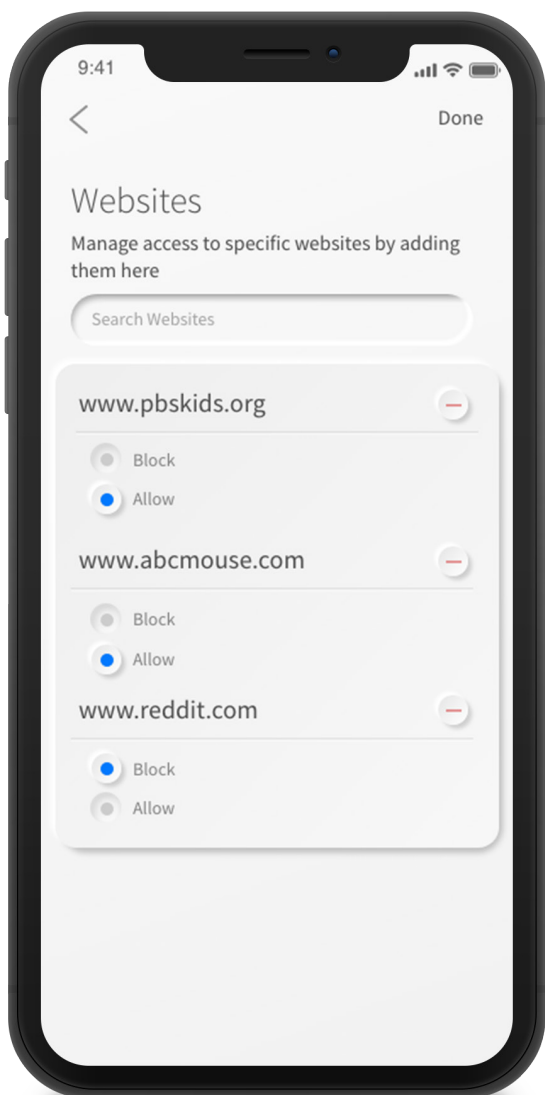 9:41
Done
Websites
Manage access to specific websites by adding
them here
Search Websites
www.pbskids.org
Block
Allow
www.abcmouse.com
Block
Allow
www.reddit.com
Block
Allow